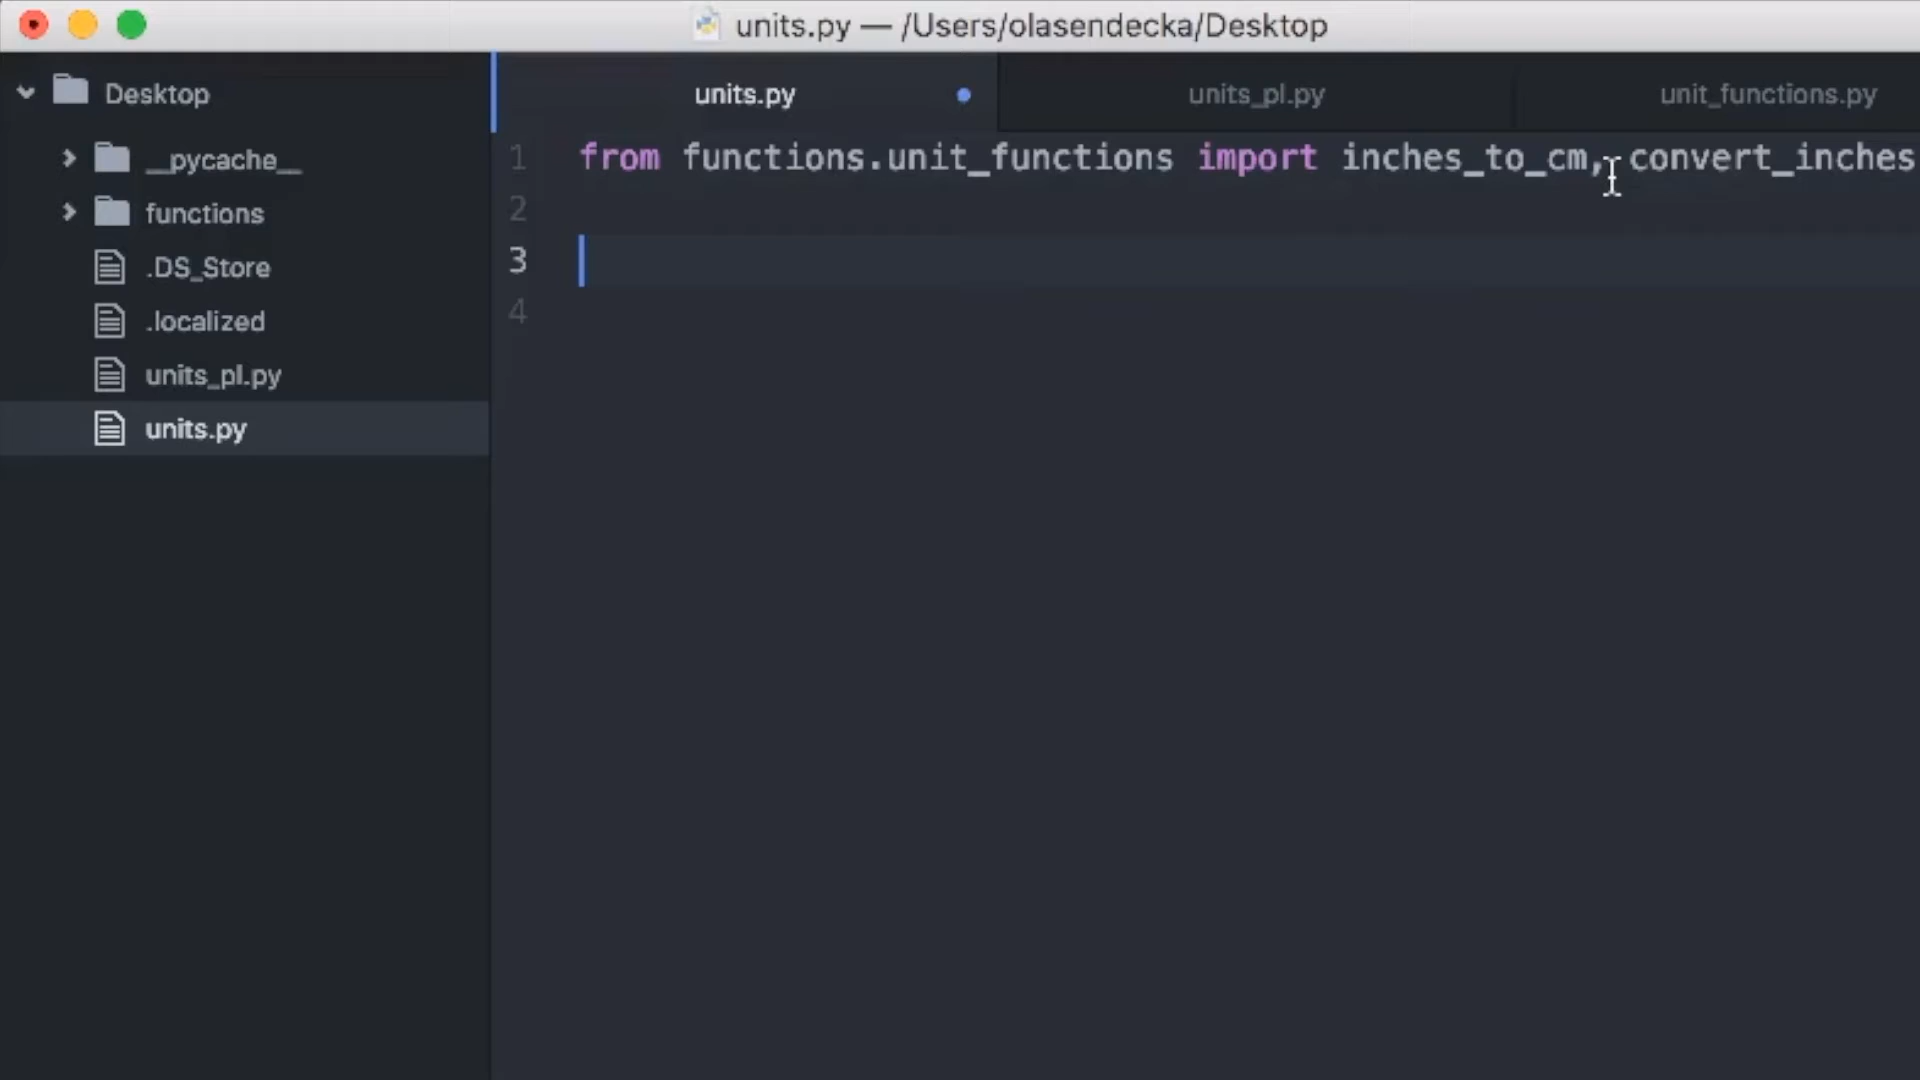 units.py — /Users/olasendecka/Desktop
Desktop
__pycache__
functions
.DS_Store
.localized
units_pl.py
units.py
units.py
units_pl.py
unit_functions.py
1 from functions.unit_functions import inches_to_cm, convert_inches
2
3
4